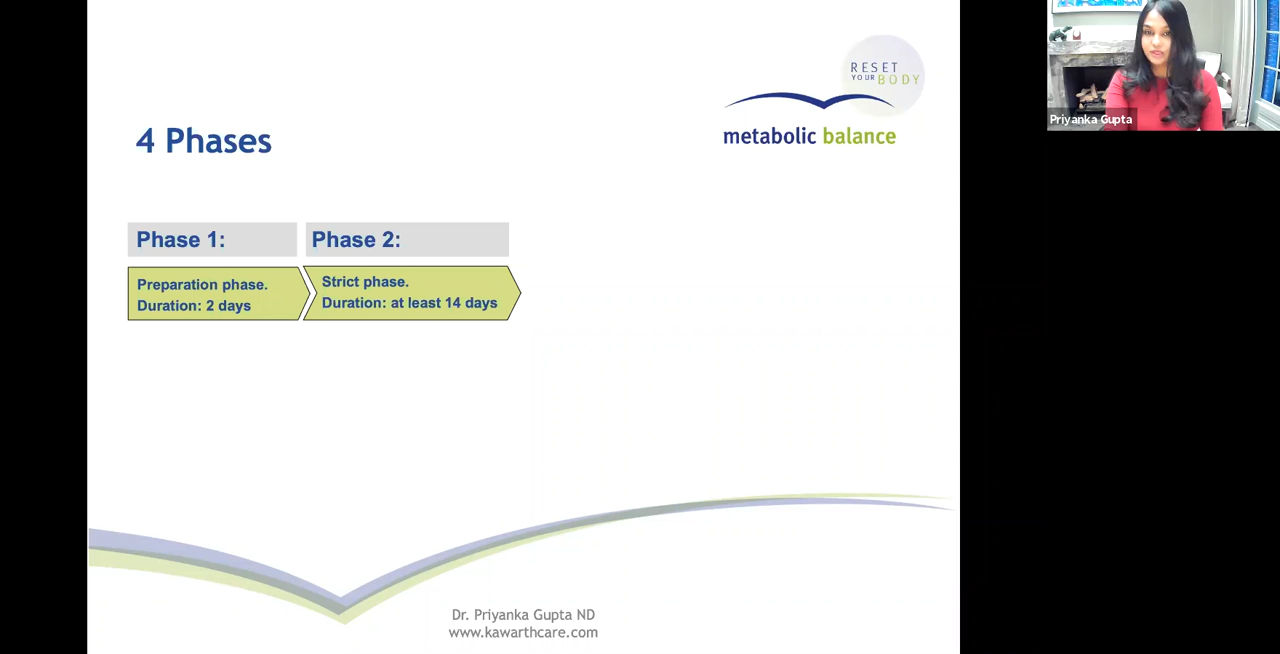 RESET
YOUR BODY
metabolic balance
4 Phases
Phase 1:
Phase 2:
Preparation phase.
Duration: 2 days
Strict phase.
Duration: at least 14 days
Dr. Priyanka Gupta ND
www.kawarthcare.com
Priyanka Gupta